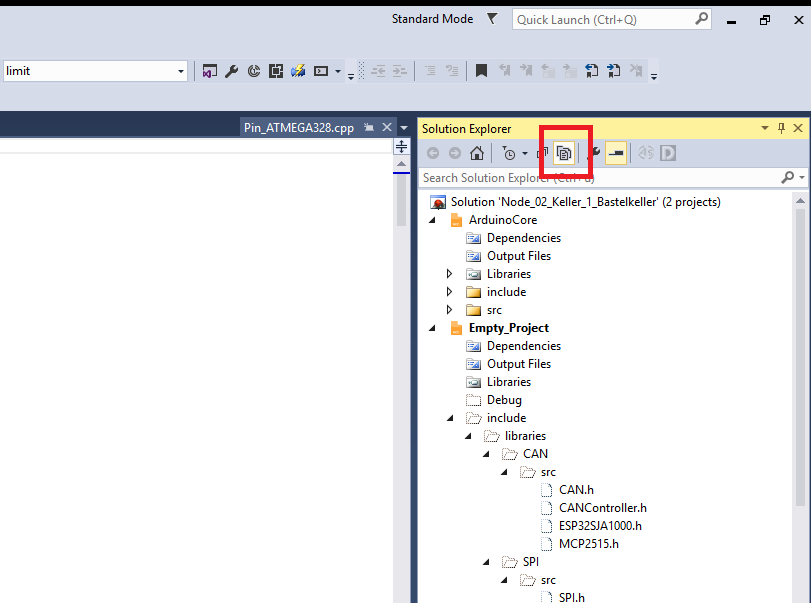 Standard Mode
Quick Launch (Ctrl+Q)
limit
Pin_ATMEGA328.cpp
Solution Explorer
Search Solution Explorer (Ctrl+ü)
Solution 'Node_02_Keller_1_Bastelkeller' (2 projects)
ArduinoCore
Dependencies
Output Files
Libraries
include
src
Empty_Project
Dependencies
Output Files
Libraries
Debug
include
libraries
CAN
src
CAN.h
CANController.h
ESP32SJA1000.h
MCP2515.h
SPI
src
SPI.h